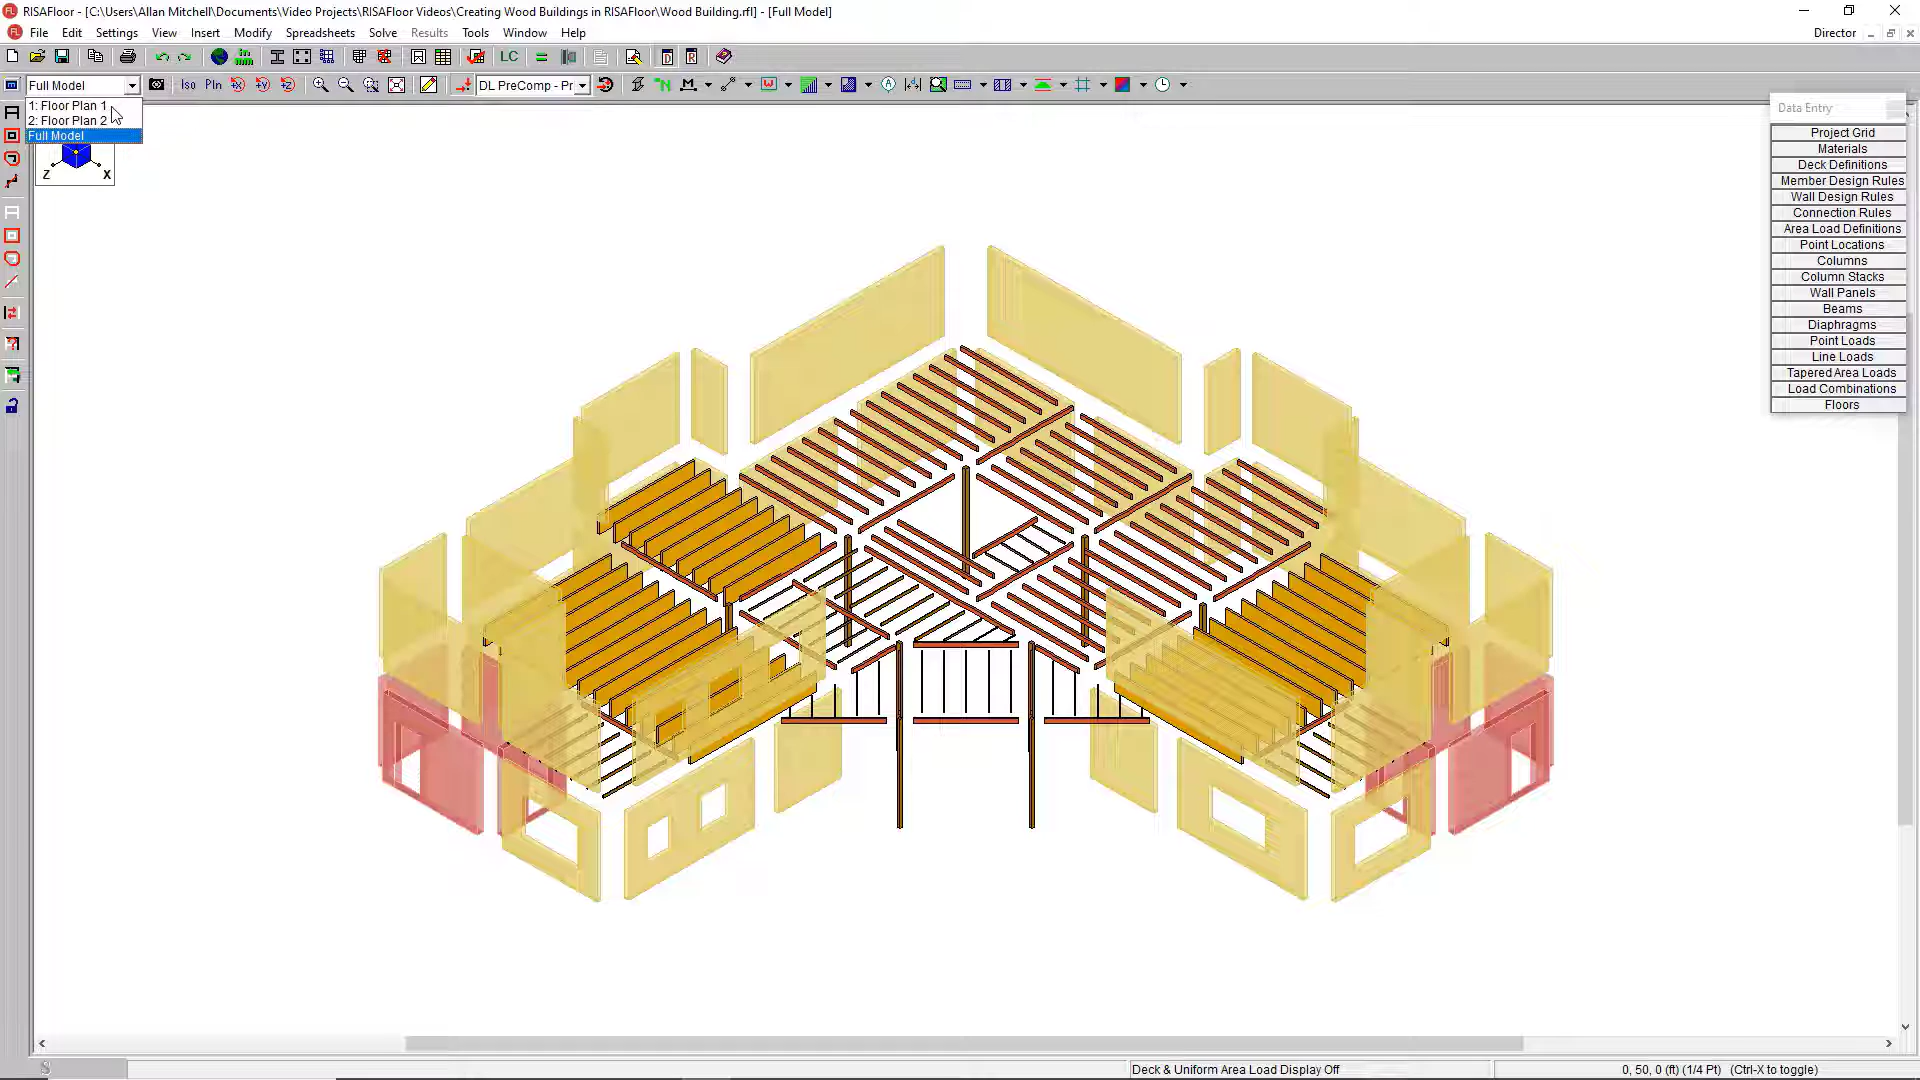 RISAFloor - [C:\Users\Allan Mitchell\Documents\Video Projects\RISAFloor Videos\Creating Wood Buildings in RISAFloor\Wood Building.rfl] - [Full Model]
File Edit Settings View Insert Modify Spreadsheets Solve Results Tools Window Help Director
LC D R
Full Model Iso Pln DL PreComp - Pr
1: Floor Plan 1
2: Floor Plan 2
Full Model
Z X
Data Entry
Project Grid
Materials
Deck Definitions
Member Design Rules
Wall Design Rules
Connection Rules
Area Load Definitions
Point Locations
Columns
Column Stacks
Wall Panels
Beams
Diaphragms
Point Loads
Line Loads
Tapered Area Loads
Load Combinations
Floors
S Deck & Uniform Area Load Display Off 0, 50, 0 (ft) (1/4 Pt) (Ctrl-X to toggle)